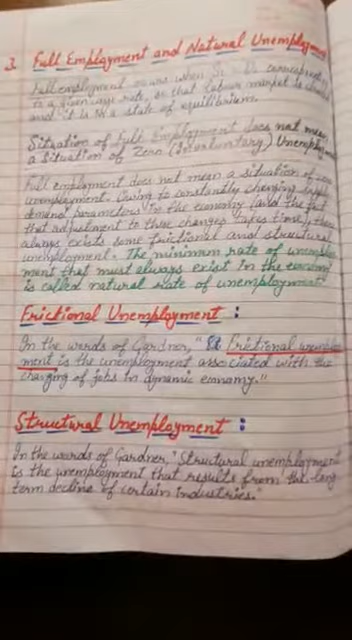 3. Full Employment and Natural Unemployment
Full employment occurs when SL = DL correspond
to a given wage rate, so that labour market is cleared
and it is in a state of equilibrium.
Situation of Full Employment does not mean
a Situation of Zero (Involuntary) Unemploy
Full employment does not mean a situation of zero
unemployment. Owing to constantly changing supply
demand parameters in the economy (and the fact
that adjustment to these changes takes time), there
always exists some frictional and structural
unemployment. The minimum rate of unemploy
ment that must always exist in the economy
is called natural rate of unemployment."
Frictional Unemployment :
In the words of Gardner, " Frictional unemploy
ment is the unemployment associated with the
changing of jobs in dynamic economy."
Structural Unemployment :
In the words of Gardner, "Structural unemployment
is the unemployment that results from the long
term decline of certain industries."